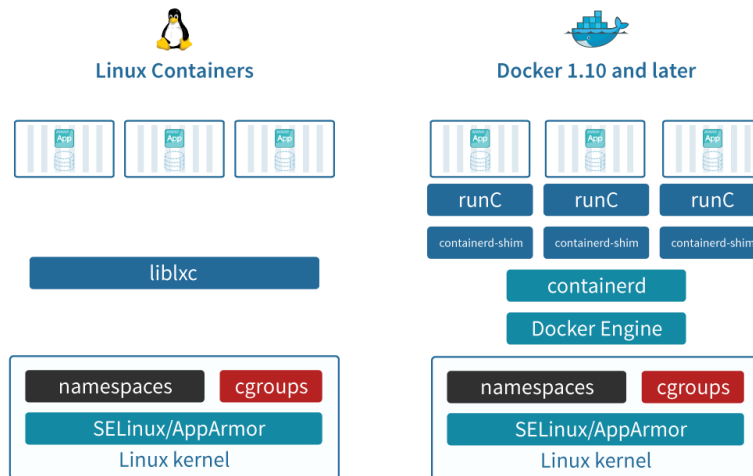 Linux Containers
App
App
App
liblxc
namespaces
cgroups
SELinux/AppArmor
Linux kernel
Docker 1.10 and later
App
App
App
runC
runC
runC
containerd-shim
containerd-shim
containerd-shim
containerd
Docker Engine
namespaces
cgroups
SELinux/AppArmor
Linux kernel